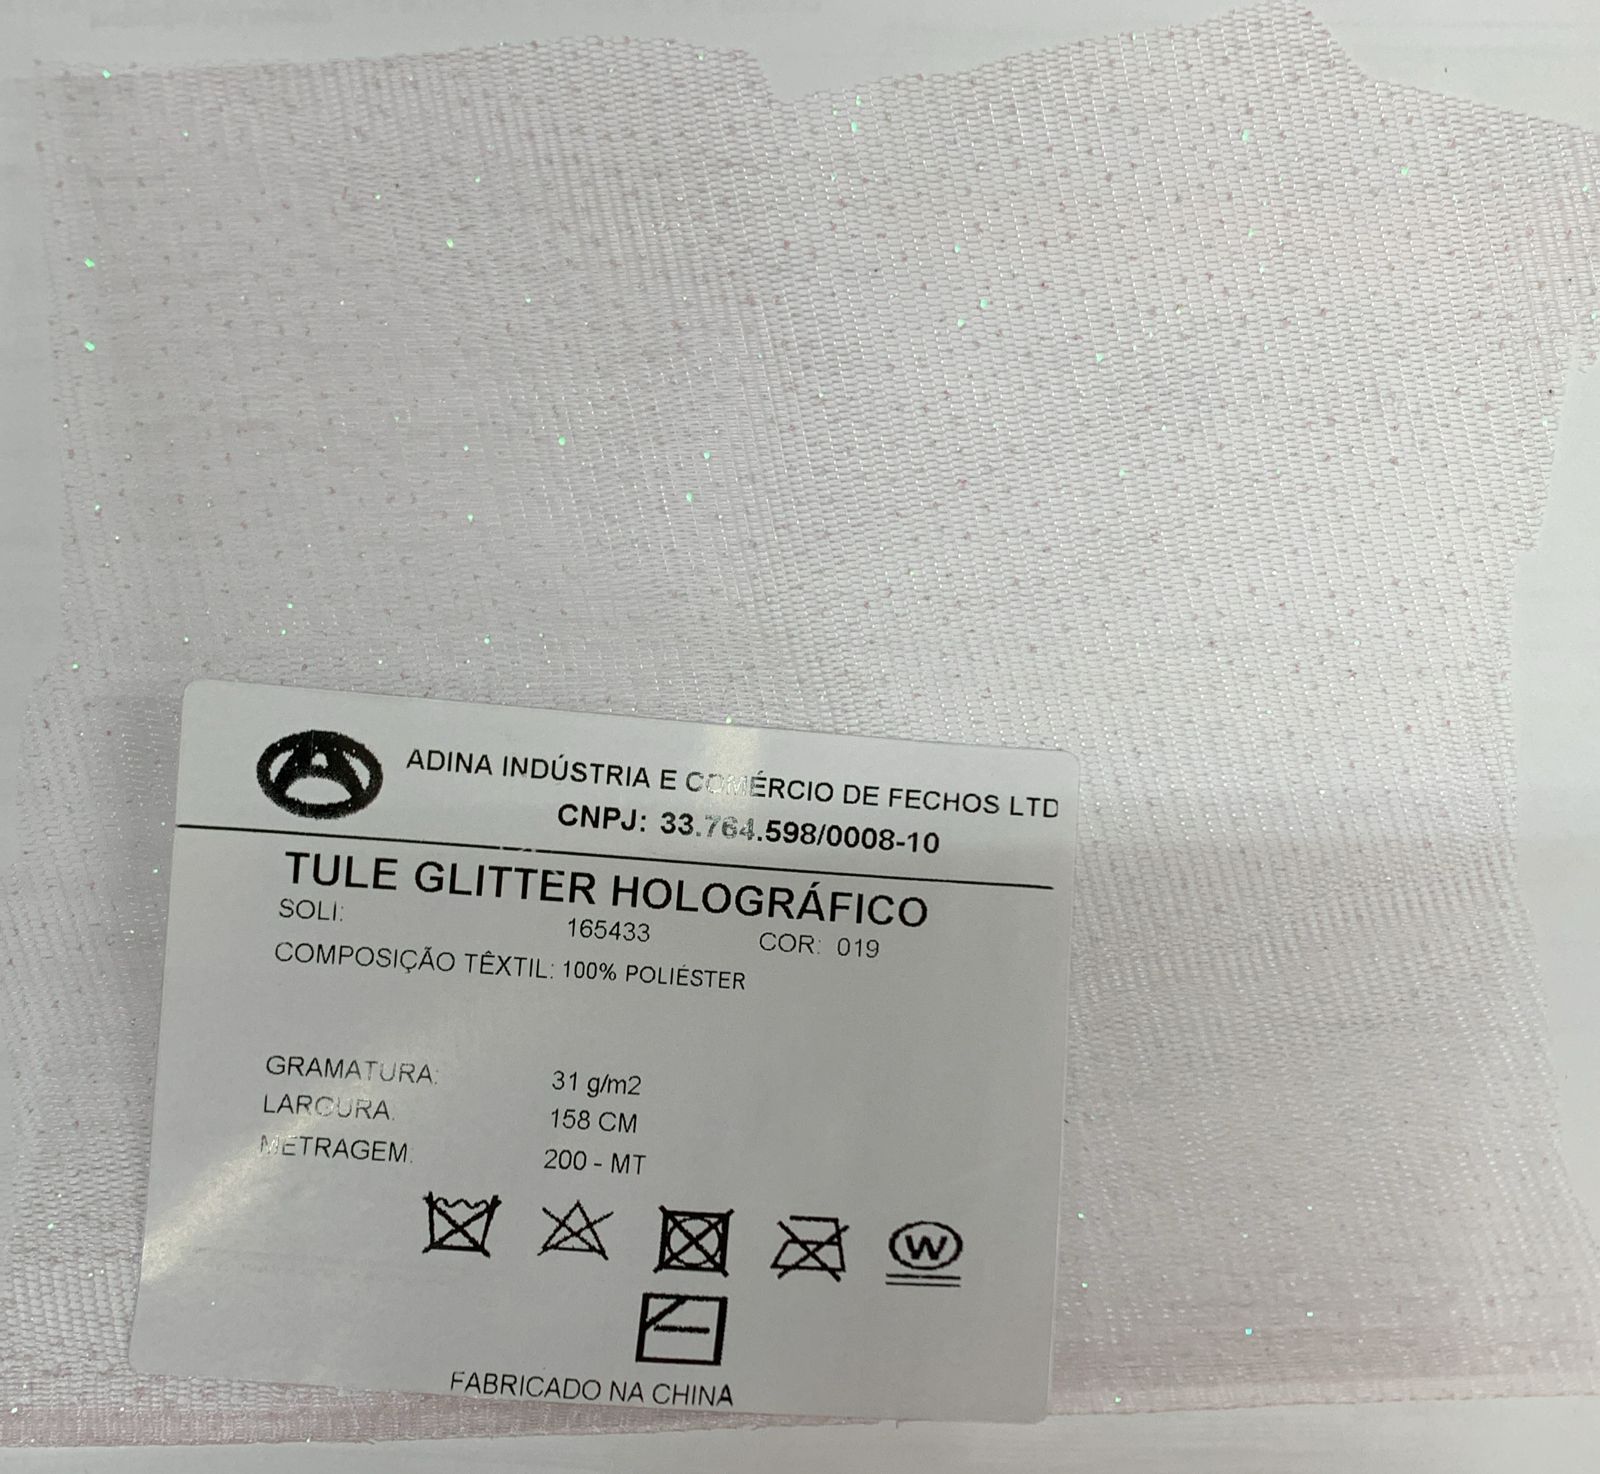 ADINA INDÚSTRIA E COMÉRCIO DE FECHOS LTD
CNPJ: 33.764.598/0008-10
TULE GLITTER HOLOGRÁFICO
SOLI: 165433 COR: 019
COMPOSIÇÃO TÊXTIL: 100% POLIÉSTER
GRAMATURA: 31 g/m2
LARGURA: 158 CM
METRAGEM: 200 - MT
W
FABRICADO NA CHINA